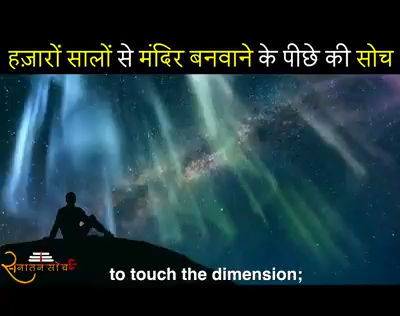 हज़ारों सालों से मंदिर बनवाने के पीछे की सोच
सनातन सोच
to touch the dimension;